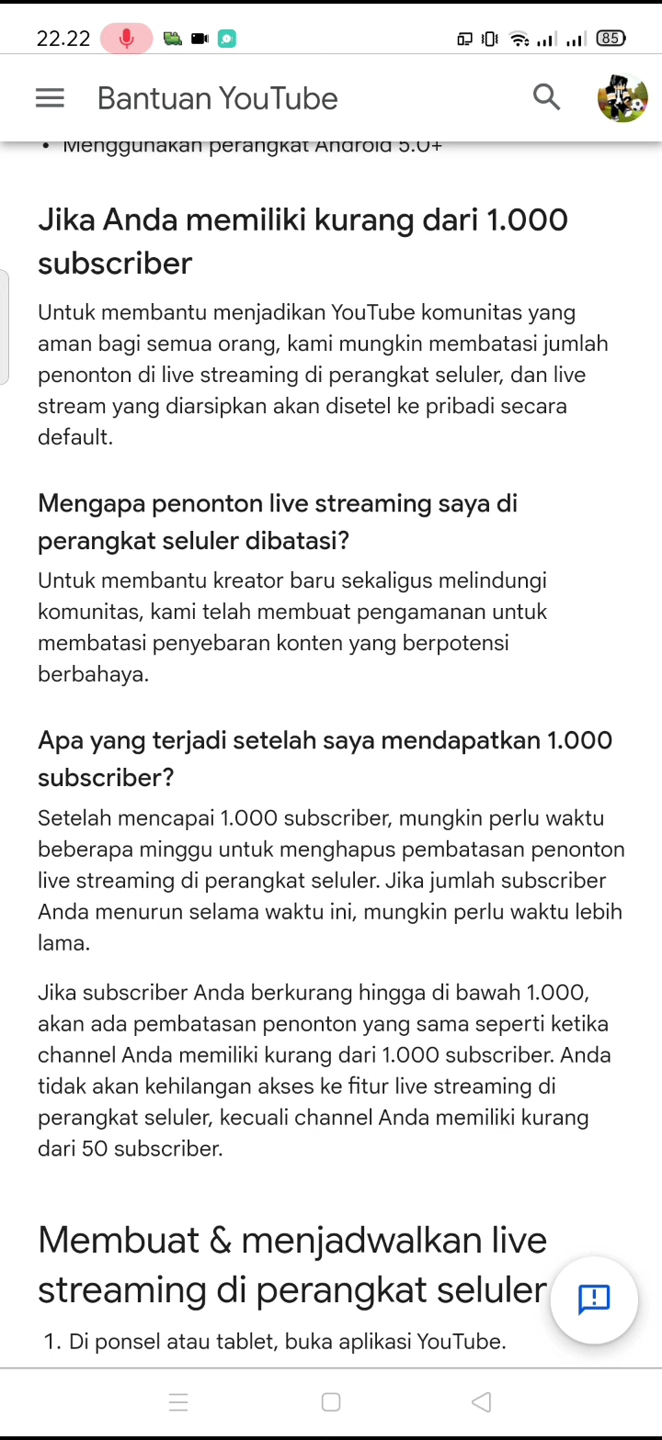 22.22
85
Bantuan YouTube
• Menggunakan perangkat Android 5.0+
Jika Anda memiliki kurang dari 1.000
subscriber
Untuk membantu menjadikan YouTube komunitas yang
aman bagi semua orang, kami mungkin membatasi jumlah
penonton di live streaming di perangkat seluler, dan live
stream yang diarsipkan akan disetel ke pribadi secara
default.
Mengapa penonton live streaming saya di
perangkat seluler dibatasi?
Untuk membantu kreator baru sekaligus melindungi
komunitas, kami telah membuat pengamanan untuk
membatasi penyebaran konten yang berpotensi
berbahaya.
Apa yang terjadi setelah saya mendapatkan 1.000
subscriber?
Setelah mencapai 1.000 subscriber, mungkin perlu waktu
beberapa minggu untuk menghapus pembatasan penonton
live streaming di perangkat seluler. Jika jumlah subscriber
Anda menurun selama waktu ini, mungkin perlu waktu lebih
lama.
Jika subscriber Anda berkurang hingga di bawah 1.000,
akan ada pembatasan penonton yang sama seperti ketika
channel Anda memiliki kurang dari 1.000 subscriber. Anda
tidak akan kehilangan akses ke fitur live streaming di
perangkat seluler, kecuali channel Anda memiliki kurang
dari 50 subscriber.
Membuat & menjadwalkan live
streaming di perangkat seluler
1. Di ponsel atau tablet, buka aplikasi YouTube.